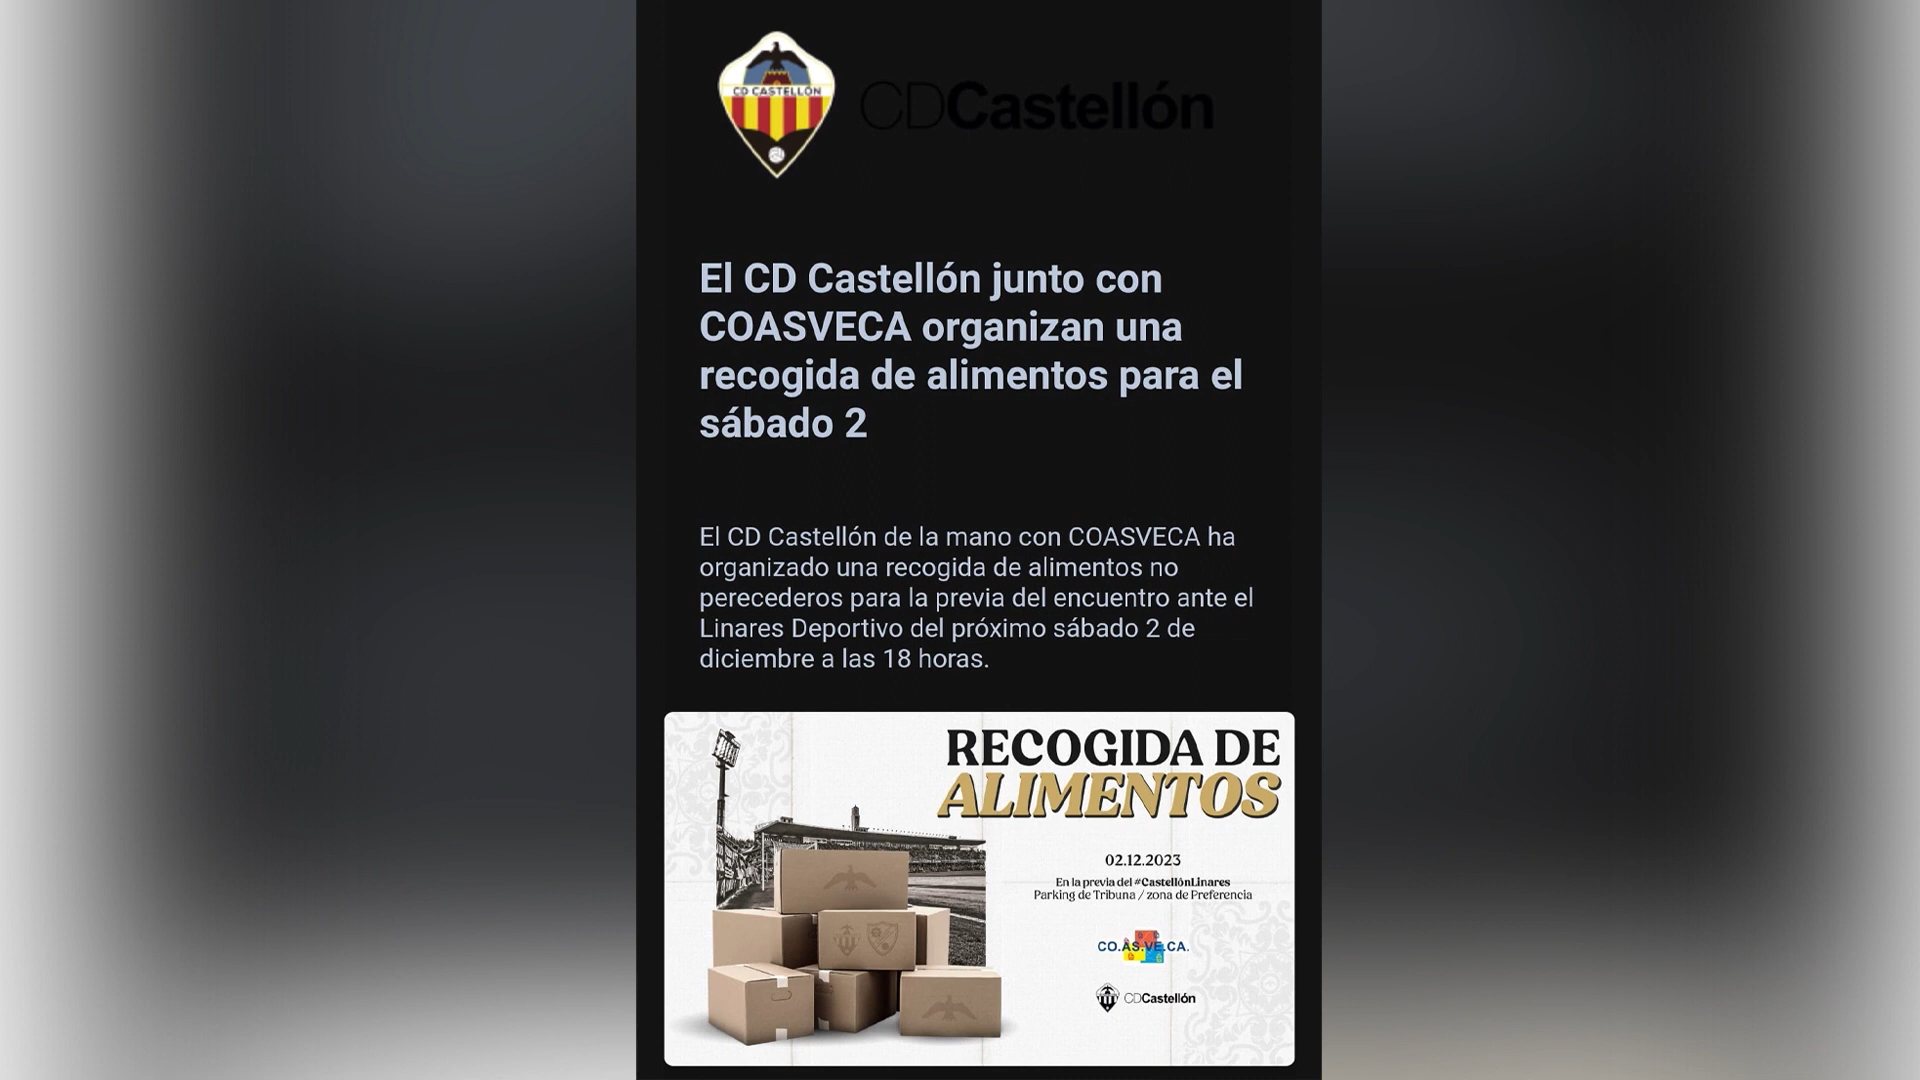 CD CASTELLÓN
CDCastellón
El CD Castellón junto con
COASVECA organizan una
recogida de alimentos para el
sábado 2
El CD Castellón de la mano con COASVECA ha
organizado una recogida de alimentos no
perecederos para la previa del encuentro ante el
Linares Deportivo del próximo sábado 2 de
diciembre a las 18 horas.
RECOGIDA DE
ALIMENTOS
02.12.2023
En la previa del #CastellónLinares
Parking de Tribuna / zona de Preferencia
CO.AS.VE.CA.
CDCastellón